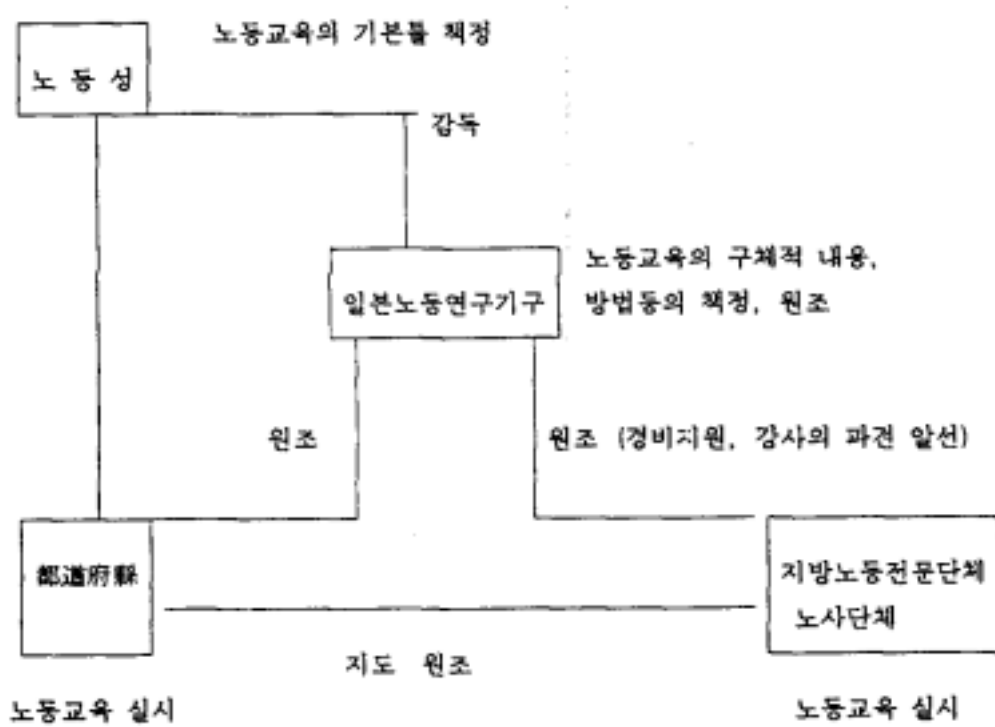 노동교육의 기본틀 책정
노 동 성
감독
노동교육의 구체적 내용,
일본노동연구기구
방법등의 책정, 원조
원조
원조 (경비지원, 강사의 파견 알선)
都道府縣
지방노동전문단체
노사단체
지도 원조
노동교육 실시
노동교육 실시